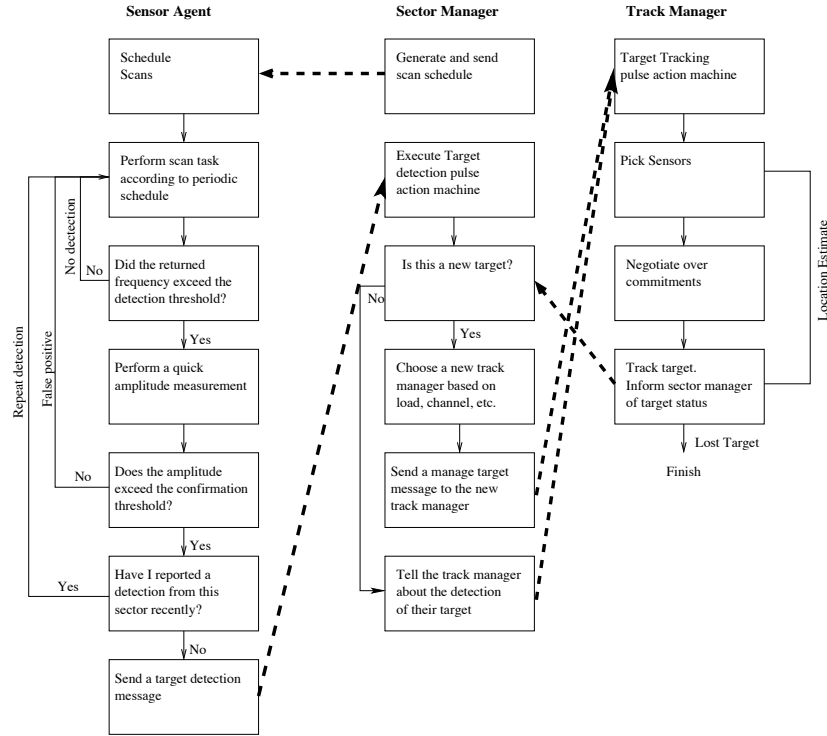 Sensor Agent
Schedule
Scans
Perform scan task
according to periodic
schedule
No dectection
No
Did the returned
frequency exceed the
detection threshold?
Yes
Perform a quick
amplitude measurement
False positive
Repeat detection
No
Does the amplitude
exceed the confirmation
threshold?
Yes
Yes
Have I reported a
detection from this
sector recently?
No
Send a target detection
message
Sector Manager
Generate and send
scan schedule
Execute Target
detection pulse
action machine
Is this a new target?
No
Yes
Choose a new track
manager based on
load, channel, etc.
Send a manage target
message to the new
track manager
Tell the track manager
about the detection
of their target
Track Manager
Target Tracking
pulse action machine
Pick Sensors
Negotiate over
commitments
Location Estimate
Track target.
Inform sector manager
of target status
Lost Target
Finish